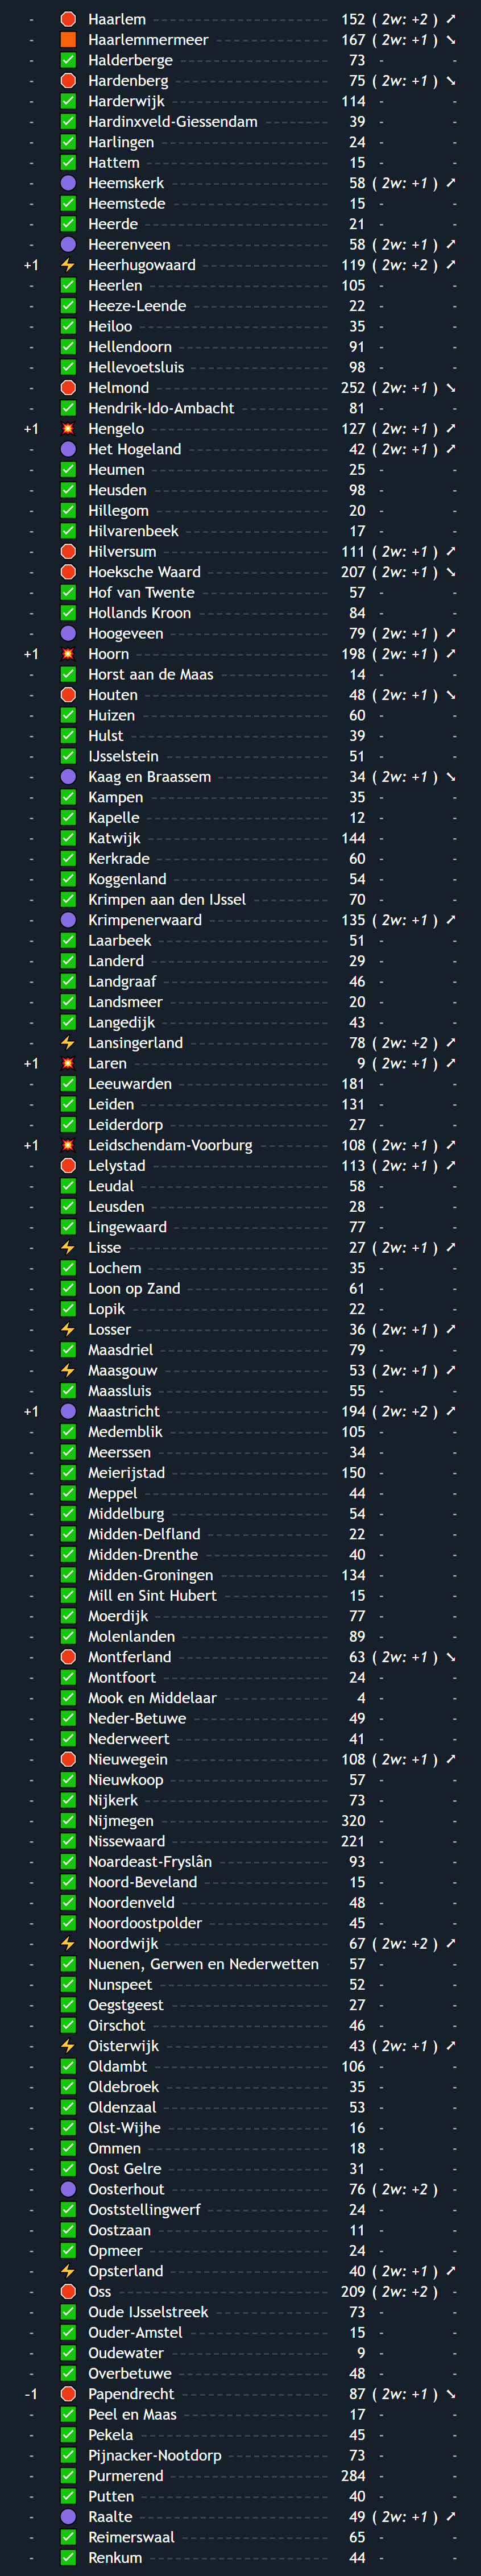 - Haarlem 152 ( 2w: +2 ) ↗
- Haarlemmermeer 167 ( 2w: +1 ) ↘
- Halderberge 73 - -
- Hardenberg 75 ( 2w: +1 ) ↘
- Harderwijk 114 - -
- Hardinxveld-Giessendam 39 - -
- Harlingen 24 - -
- Hattem 15 - -
- Heemskerk 58 ( 2w: +1 ) ↗
- Heemstede 15 - -
- Heerde 21 - -
- Heerenveen 58 ( 2w: +1 ) ↗
+1 Heerhugowaard 119 ( 2w: +2 ) ↗
- Heerlen 105 - -
- Heeze-Leende 22 - -
- Heiloo 35 - -
- Hellendoorn 91 - -
- Hellevoetsluis 98 - -
- Helmond 252 ( 2w: +1 ) ↘
- Hendrik-Ido-Ambacht 81 - -
+1 Hengelo 127 ( 2w: +1 ) ↗
- Het Hogeland 42 ( 2w: +1 ) ↗
- Heumen 25 - -
- Heusden 98 - -
- Hillegom 20 - -
- Hilvarenbeek 17 - -
- Hilversum 111 ( 2w: +1 ) ↗
- Hoeksche Waard 207 ( 2w: +1 ) ↘
- Hof van Twente 57 - -
- Hollands Kroon 84 - -
- Hoogeveen 79 ( 2w: +1 ) ↗
+1 Hoorn 198 ( 2w: +1 ) ↗
- Horst aan de Maas 14 - -
- Houten 48 ( 2w: +1 ) ↘
- Huizen 60 - -
- Hulst 39 - -
- IJsselstein 51 - -
- Kaag en Braassem 34 ( 2w: +1 ) ↘
- Kampen 35 - -
- Kapelle 12 - -
- Katwijk 144 - -
- Kerkrade 60 - -
- Koggenland 54 - -
- Krimpen aan den IJssel 70 - -
- Krimpenerwaard 135 ( 2w: +1 ) ↗
- Laarbeek 51 - -
- Landerd 29 - -
- Landgraaf 46 - -
- Landsmeer 20 - -
- Langedijk 43 - -
- Lansingerland 78 ( 2w: +2 ) ↗
+1 Laren 9 ( 2w: +1 ) ↗
- Leeuwarden 181 - -
- Leiden 131 - -
- Leiderdorp 27 - -
+1 Leidschendam-Voorburg 108 ( 2w: +1 ) ↗
- Lelystad 113 ( 2w: +1 ) ↗
- Leudal 58 - -
- Leusden 28 - -
- Lingewaard 77 - -
- Lisse 27 ( 2w: +1 ) ↗
- Lochem 35 - -
- Loon op Zand 61 - -
- Lopik 22 - -
- Losser 36 ( 2w: +1 ) ↗
- Maasdriel 79 - -
- Maasgouw 53 ( 2w: +1 ) ↗
- Maassluis 55 - -
+1 Maastricht 194 ( 2w: +2 ) ↗
- Medemblik 105 - -
- Meerssen 34 - -
- Meierijstad 150 - -
- Meppel 44 - -
- Middelburg 54 - -
- Midden-Delfland 22 - -
- Midden-Drenthe 40 - -
- Midden-Groningen 134 - -
- Mill en Sint Hubert 15 - -
- Moerdijk 77 - -
- Molenlanden 89 - -
- Montferland 63 ( 2w: +1 ) ↘
- Montfoort 24 - -
- Mook en Middelaar 4 - -
- Neder-Betuwe 49 - -
- Nederweert 41 - -
- Nieuwegein 108 ( 2w: +1 ) ↗
- Nieuwkoop 57 - -
- Nijkerk 73 - -
- Nijmegen 320 - -
- Nissewaard 221 - -
- Noardeast-Fryslân 93 - -
- Noord-Beveland 15 - -
- Noordenveld 48 - -
- Noordoostpolder 45 - -
- Noordwijk 67 ( 2w: +2 ) ↗
- Nuenen, Gerwen en Nederwetten 57 - -
- Nunspeet 52 - -
- Oegstgeest 27 - -
- Oirschot 46 - -
- Oisterwijk 43 ( 2w: +1 ) ↗
- Oldambt 106 - -
- Oldebroek 35 - -
- Oldenzaal 53 - -
- Olst-Wijhe 16 - -
- Ommen 18 - -
- Oost Gelre 31 - -
- Oosterhout 76 ( 2w: +2 ) -
- Ooststellingwerf 24 - -
- Oostzaan 11 - -
- Opmeer 24 - -
- Opsterland 40 ( 2w: +1 ) ↗
- Oss 209 ( 2w: +2 ) -
- Oude IJsselstreek 73 - -
- Ouder-Amstel 15 - -
- Oudewater 9 - -
- Overbetuwe 48 - -
-1 Papendrecht 87 ( 2w: +1 ) ↘
- Peel en Maas 17 - -
- Pekela 45 - -
- Pijnacker-Nootdorp 73 - -
- Purmerend 284 - -
- Putten 40 - -
- Raalte 49 ( 2w: +1 ) ↗
- Reimerswaal 65 - -
- Renkum 44 - -